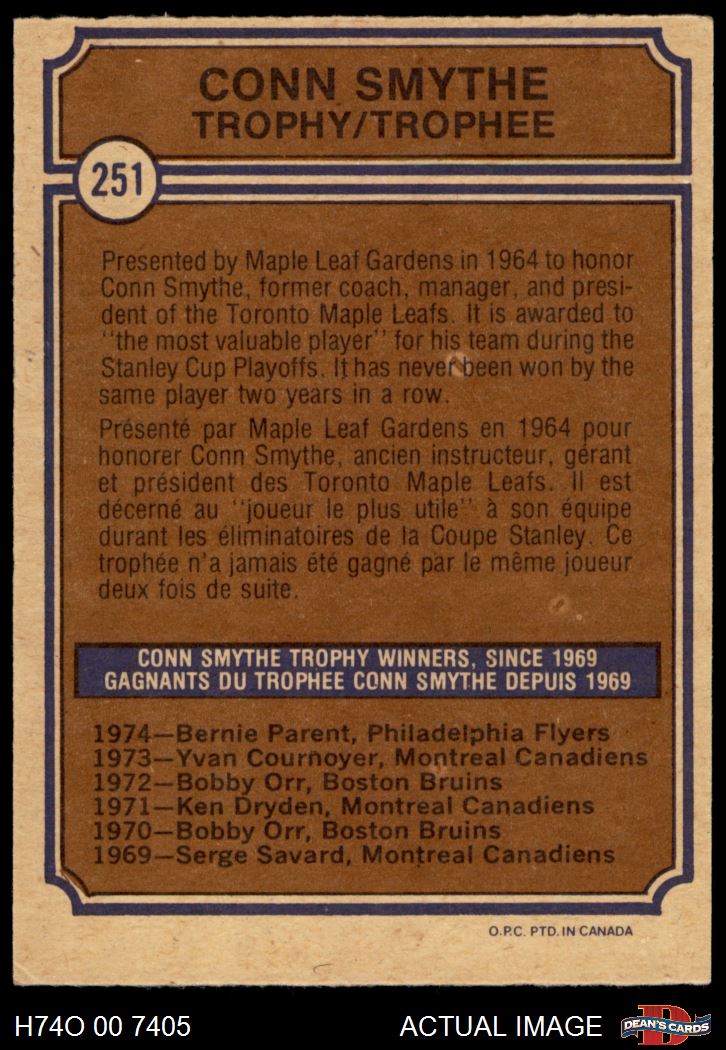 CONN SMYTHE
TROPHY/TROPHEE
251
Presented by Maple Leaf Gardens in 1964 to honor
Conn Smythe, former coach, manager, and presi-
dent of the Toronto Maple Leafs. It is awarded to
"the most valuable player" for his team during the
Stanley Cup Playoffs. It has never been won by the
same player two years in a row.
Présenté par Maple Leaf Gardens en 1964 pour
honorer Conn Smythe, ancien instructeur, gérant
et président des Toronto Maple Leafs. Il est
décerné au "joueur le plus utile" à son équipe
durant les éliminatoires de la Coupe Stanley. Ce
trophée n'a jamais été gagné par le même joueur
deux fois de suite.
CONN SMYTHE TROPHY WINNERS, SINCE 1969
GAGNANTS DU TROPHEE CONN SMYTHE DEPUIS 1969
1974—Bernie Parent, Philadelphia Flyers
1973—Yvan Cournoyer, Montreal Canadiens
1972—Bobby Orr, Boston Bruins
1971—Ken Dryden, Montreal Canadiens
1970—Bobby Orr, Boston Bruins
1969—Serge Savard, Montreal Canadiens
O.P.C. PTD. IN CANADA
H74O 00 7405 ACTUAL IMAGE D DEAN'S CARDS